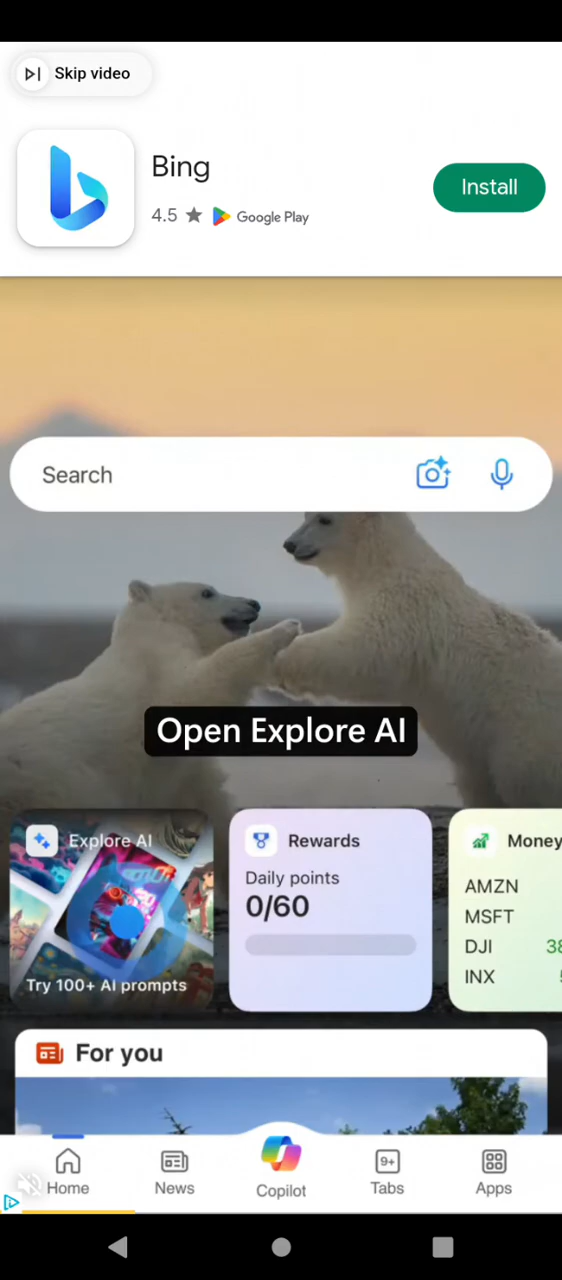 Skip video
Bing
4.5 ★ Google Play
Install
Search
Open Explore AI
Explore AI
Try 100+ AI prompts
Rewards
Daily points
0/60
Money
AMZN
MSFT
DJI 38
INX
For you
Home
News
Copilot
9+
Tabs
Apps